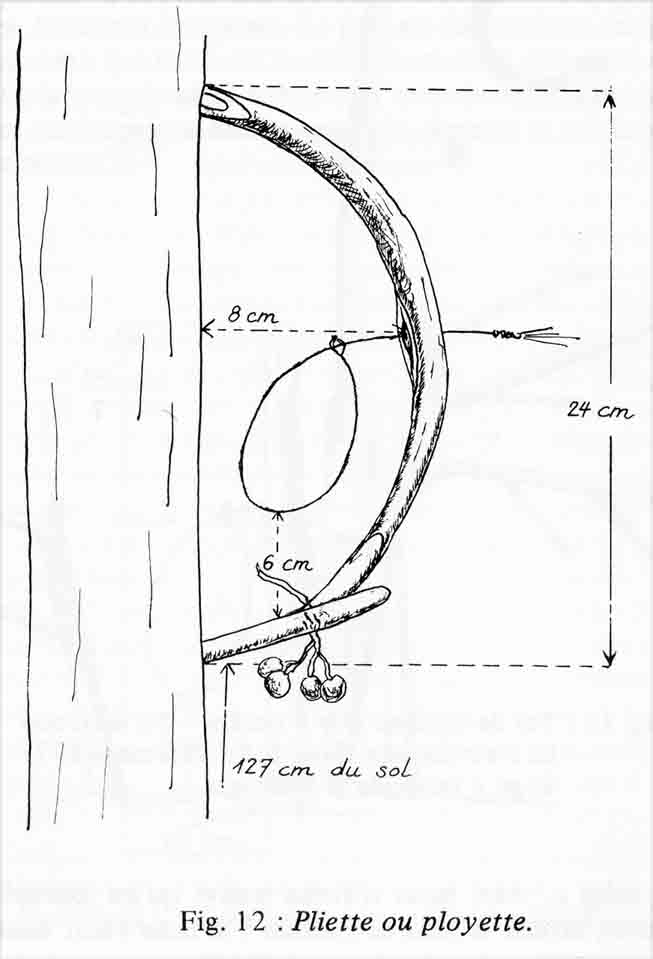 8 cm
24 cm
6 cm
127 cm du sol
Fig. 12 : Pliette ou ployette.